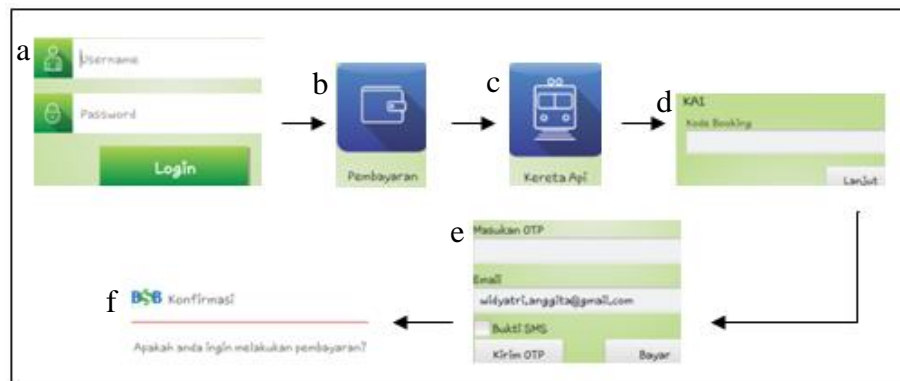 a
Username
Password
Login
b
Pembayaran
c
Kereta Api
d
KAI
Kode Booking
Lanjut
e
Masukan OTP
Email
widyatri.anggita@gmail.com
Bukti SMS
Kirim OTP
Bayar
f
BSB Konfirmasi
Apakah anda ingin melakukan pembayaran?